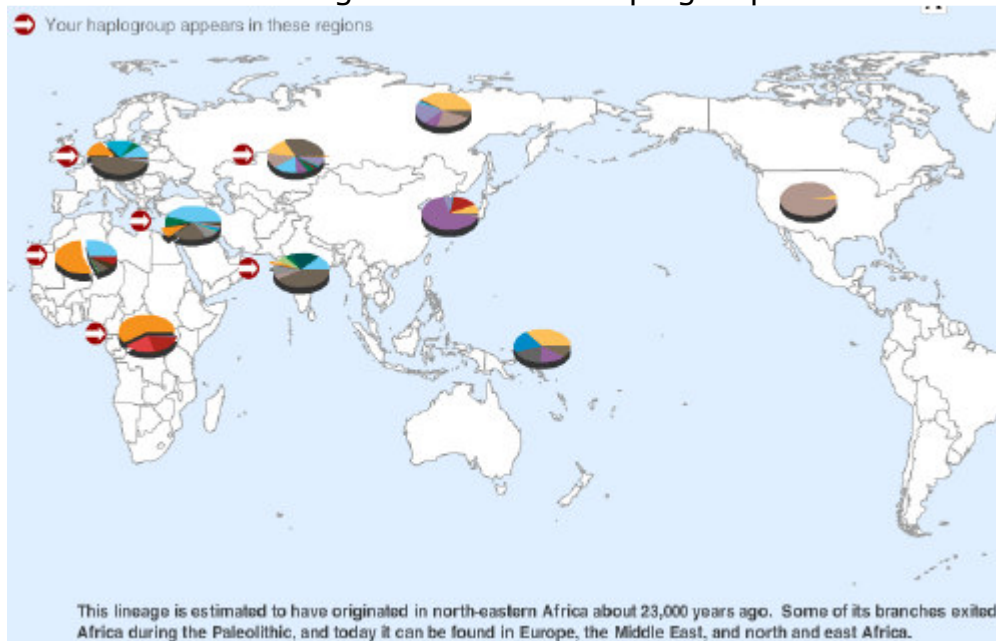 Your haplogroup appears in these regions
This lineage is estimated to have originated in north-eastern Africa about 23,000 years ago. Some of its branches exited
Africa during the Paleolithic, and today it can be found in Europe, the Middle East, and north and east Africa.